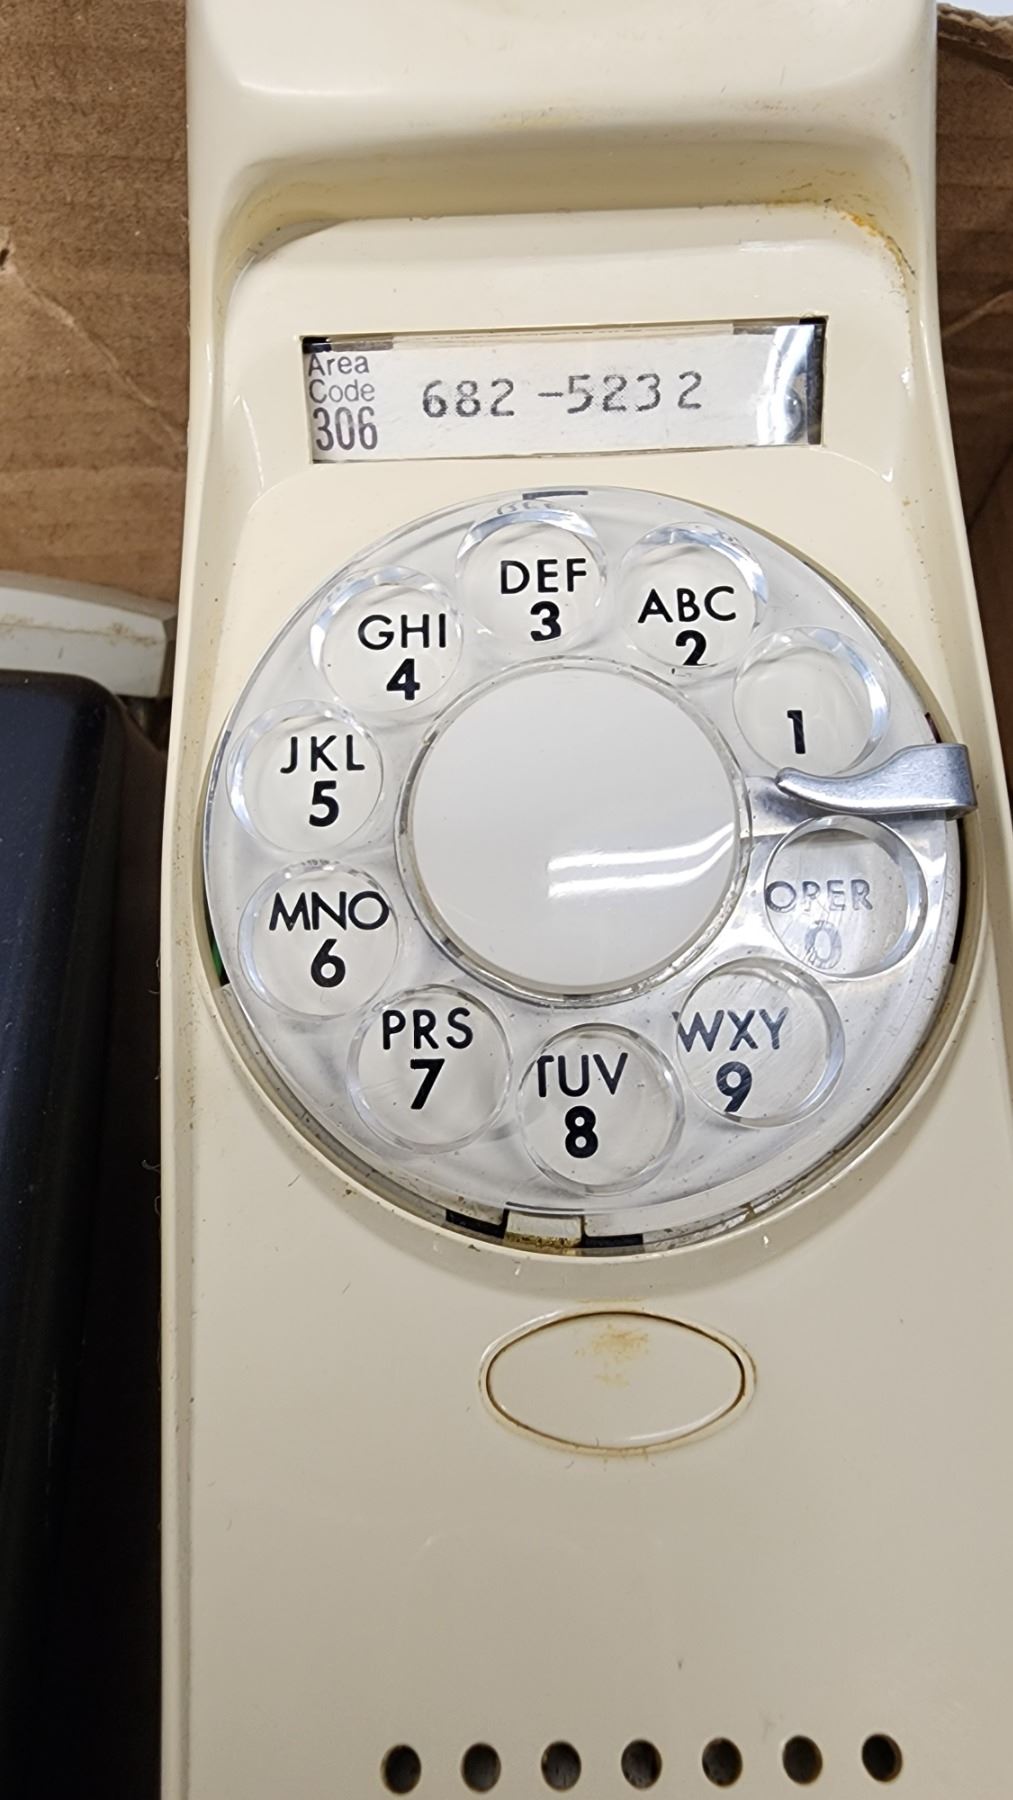 Area
Code
306
682-5232
DEF
3
ABC
2
GHI
4
1
JKL
5
OPER
0
MNO
6
PRS
7
TUV
8
WXY
9